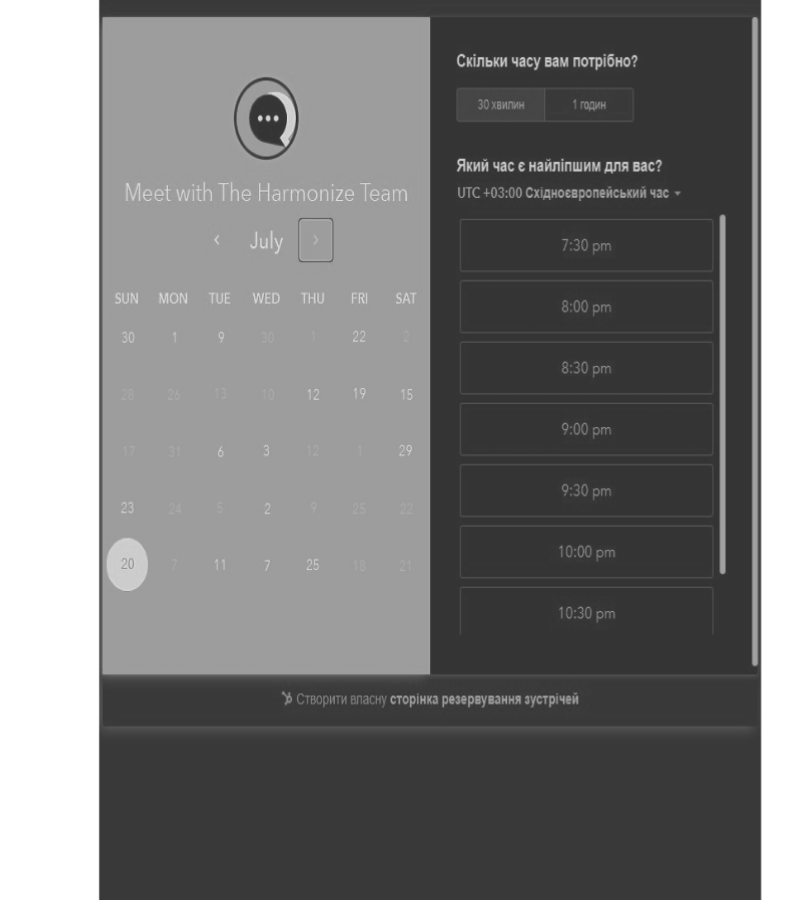 Meet with The Harmonize Team
July
SUN MON TUE WED THU FRI SAT
30 1 9 30 1 22 2
28 26 13 10 12 19 15
17 31 6 3 12 1 29
23 24 5 2 9 25 22
20 7 11 7 25 18 21
Скільки часу вам потрібно?
30 хвилин 1 годин
Який час є найліпшим для вас?
UTC +03:00 Східноєвропейський час
7:30 pm
8:00 pm
8:30 pm
9:00 pm
9:30 pm
10:00 pm
10:30 pm
Створити власну сторінка резервування зустрічей